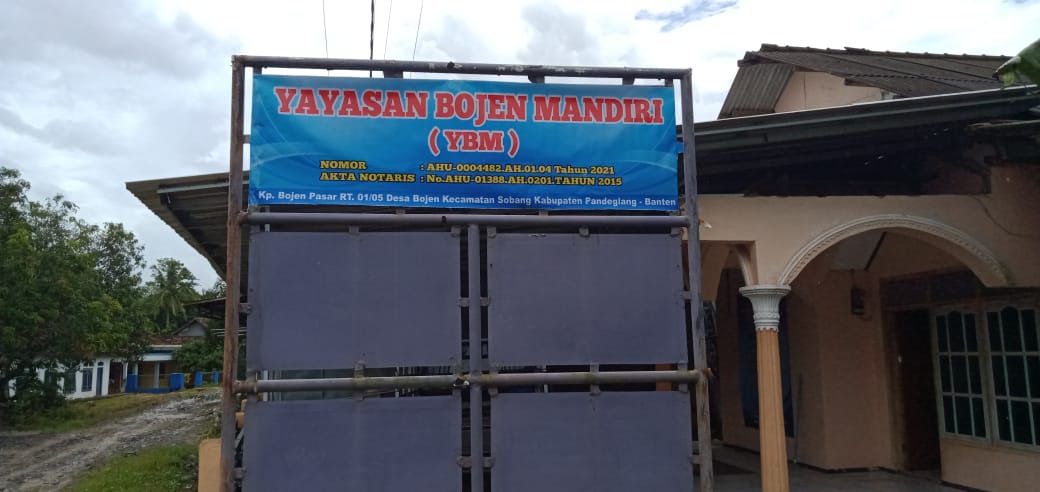 YAYASAN BOJEN MANDIRI
( YBM )
NOMOR : AHU-0004482.AH.01.04 Tahun 2021
AKTA NOTARIS : No.AHU-01388.AH.0201.TAHUN 2015
Kp. Bojen Pasar RT. 01/05 Desa Bojen Kecamatan Sobang Kabupaten Pandeglang - Banten